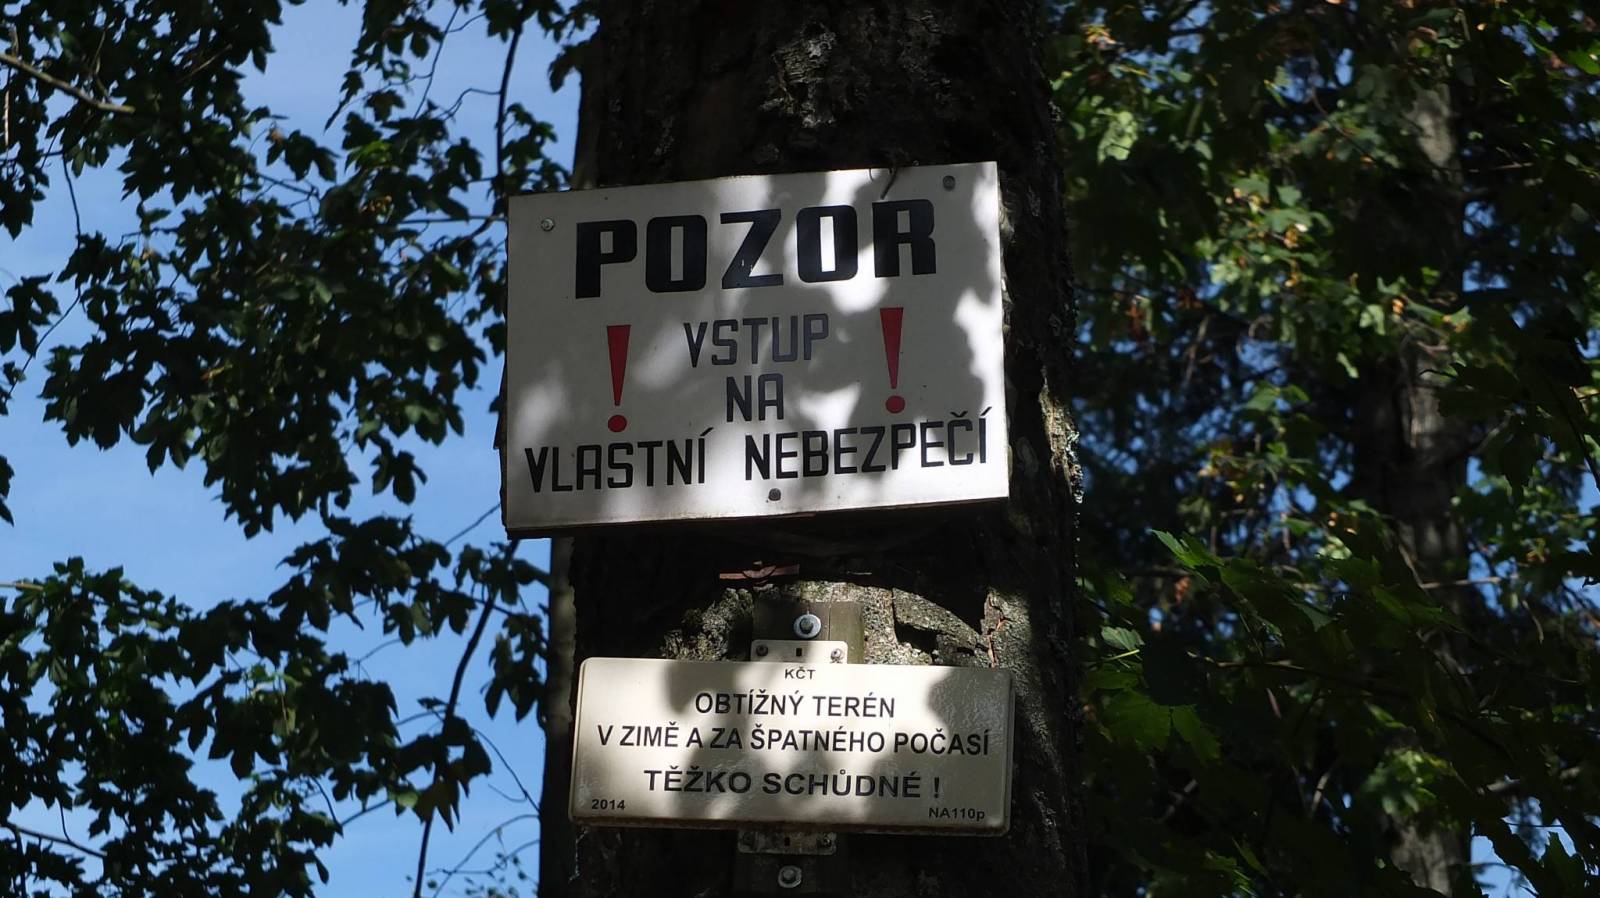 POZOR
! VSTUP !
NA
VLASTNÍ NEBEZPEČÍ
KČT
OBTÍŽNÝ TERÉN
V ZIMĚ A ZA ŠPATNÉHO POČASÍ
TĚŽKO SCHŮDNÉ !
2014 NA110p